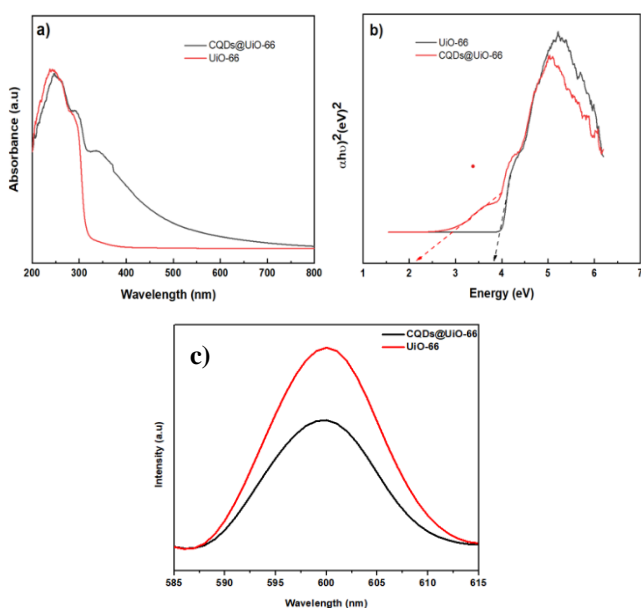 a)
CQDs@UiO-66
UiO-66
Absorbance (a.u)
200 300 400 500 600 700 800
Wavelength (nm)
b)
UiO-66
CQDs@UiO-66
αhυ)²(eV)²
1 2 3 4 5 6 7
Energy (eV)
c)
CQDs@UiO-66
UiO-66
Intensity (a.u)
585 590 595 600 605 610 615
Wavelength (nm)